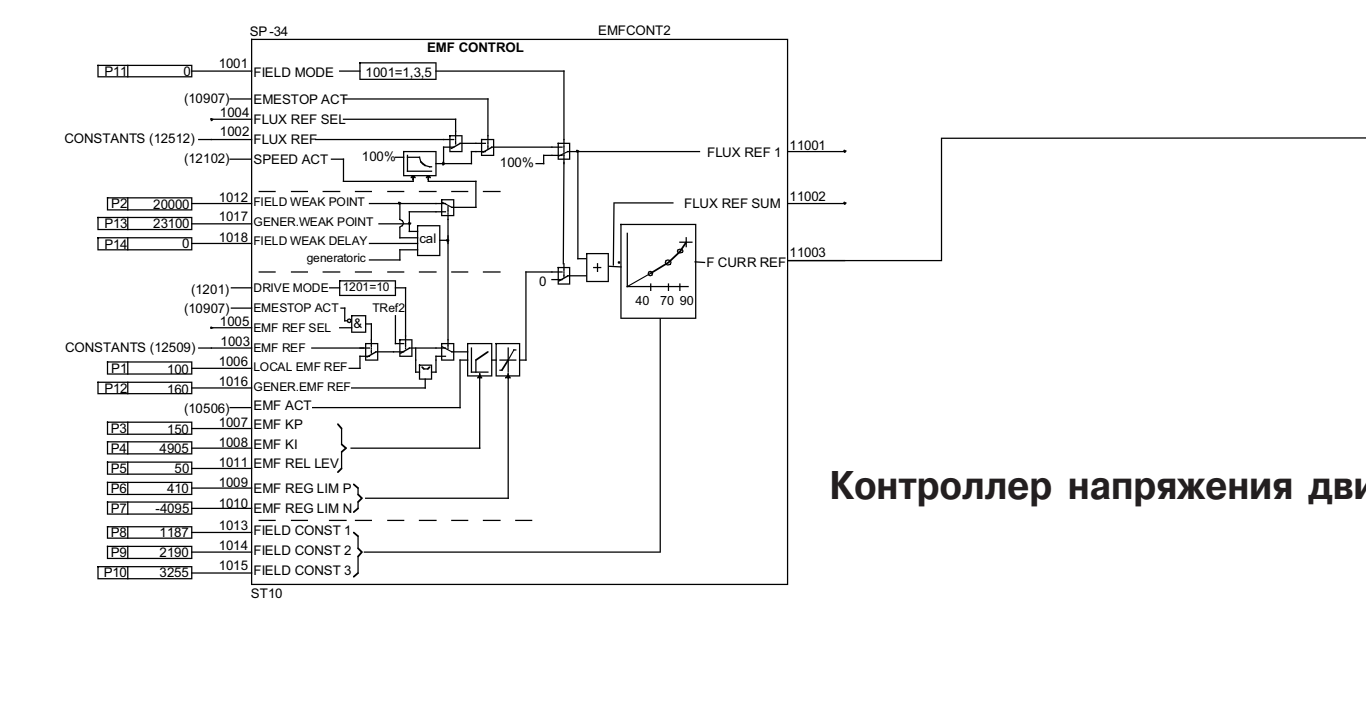 SP -34 EMFCONT2
EMF CONTROL
P11 0 1001 FIELD MODE 1001=1,3,5
(10907) EMESTOP ACT
1004 FLUX REF SEL
CONSTANTS (12512) 1002 FLUX REF
(12102) SPEED ACT 100% 100% FLUX REF 1 11001
P2 20000 1012 FIELD WEAK POINT FLUX REF SUM 11002
P13 23100 1017 GENER.WEAK POINT
P14 0 1018 FIELD WEAK DELAY cal
generatoric
+ F CURR REF 11003
0
40 70 90
(1201) DRIVE MODE 1201=10
(10907) EMESTOP ACT TRef2
1005 EMF REF SEL &
CONSTANTS (12509) 1003 EMF REF
P1 100 1006 LOCAL EMF REF
P12 160 1016 GENER.EMF REF
(10506) EMF ACT
P3 150 1007 EMF KP
P4 4905 1008 EMF KI
P5 50 1011 EMF REL LEV
P6 410 1009 EMF REG LIM P
P7 -4095 1010 EMF REG LIM N
Контроллер напряжения дви
P8 1187 1013 FIELD CONST 1
P9 2190 1014 FIELD CONST 2
P10 3255 1015 FIELD CONST 3
ST10